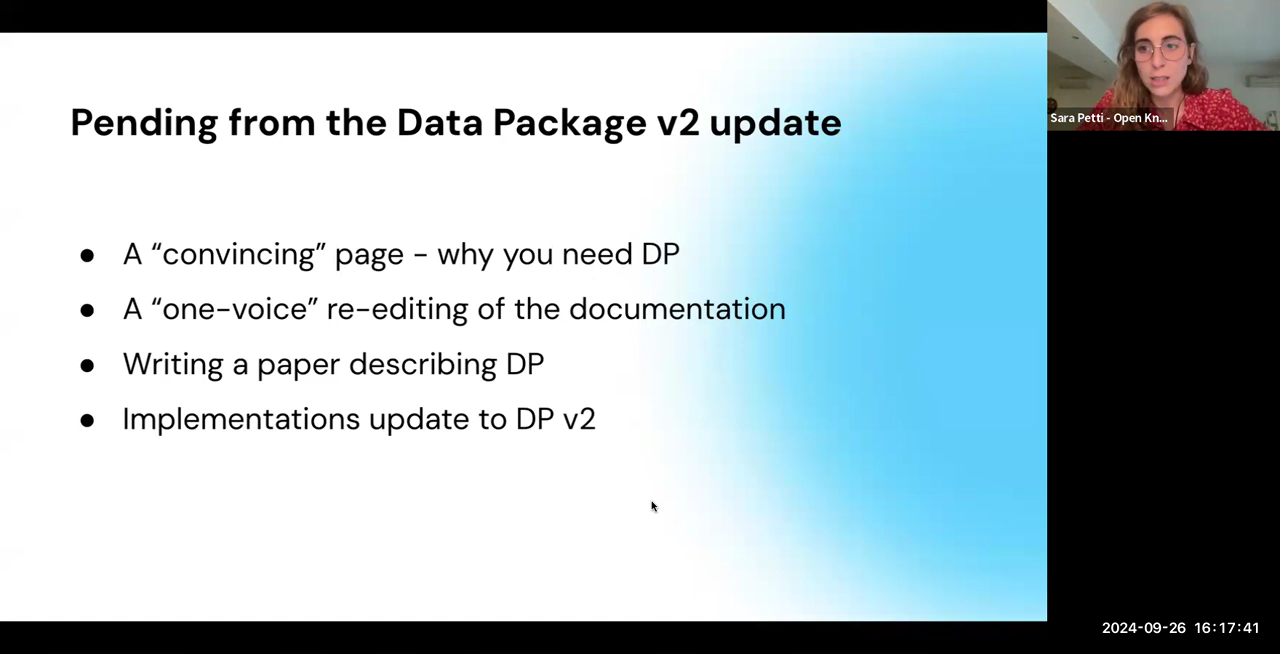 Pending from the Data Package v2 update
● A “convincing” page - why you need DP
● A “one-voice” re-editing of the documentation
● Writing a paper describing DP
● Implementations update to DP v2
Sara Petti - Open Kn...
2024-09-26 16:17:41